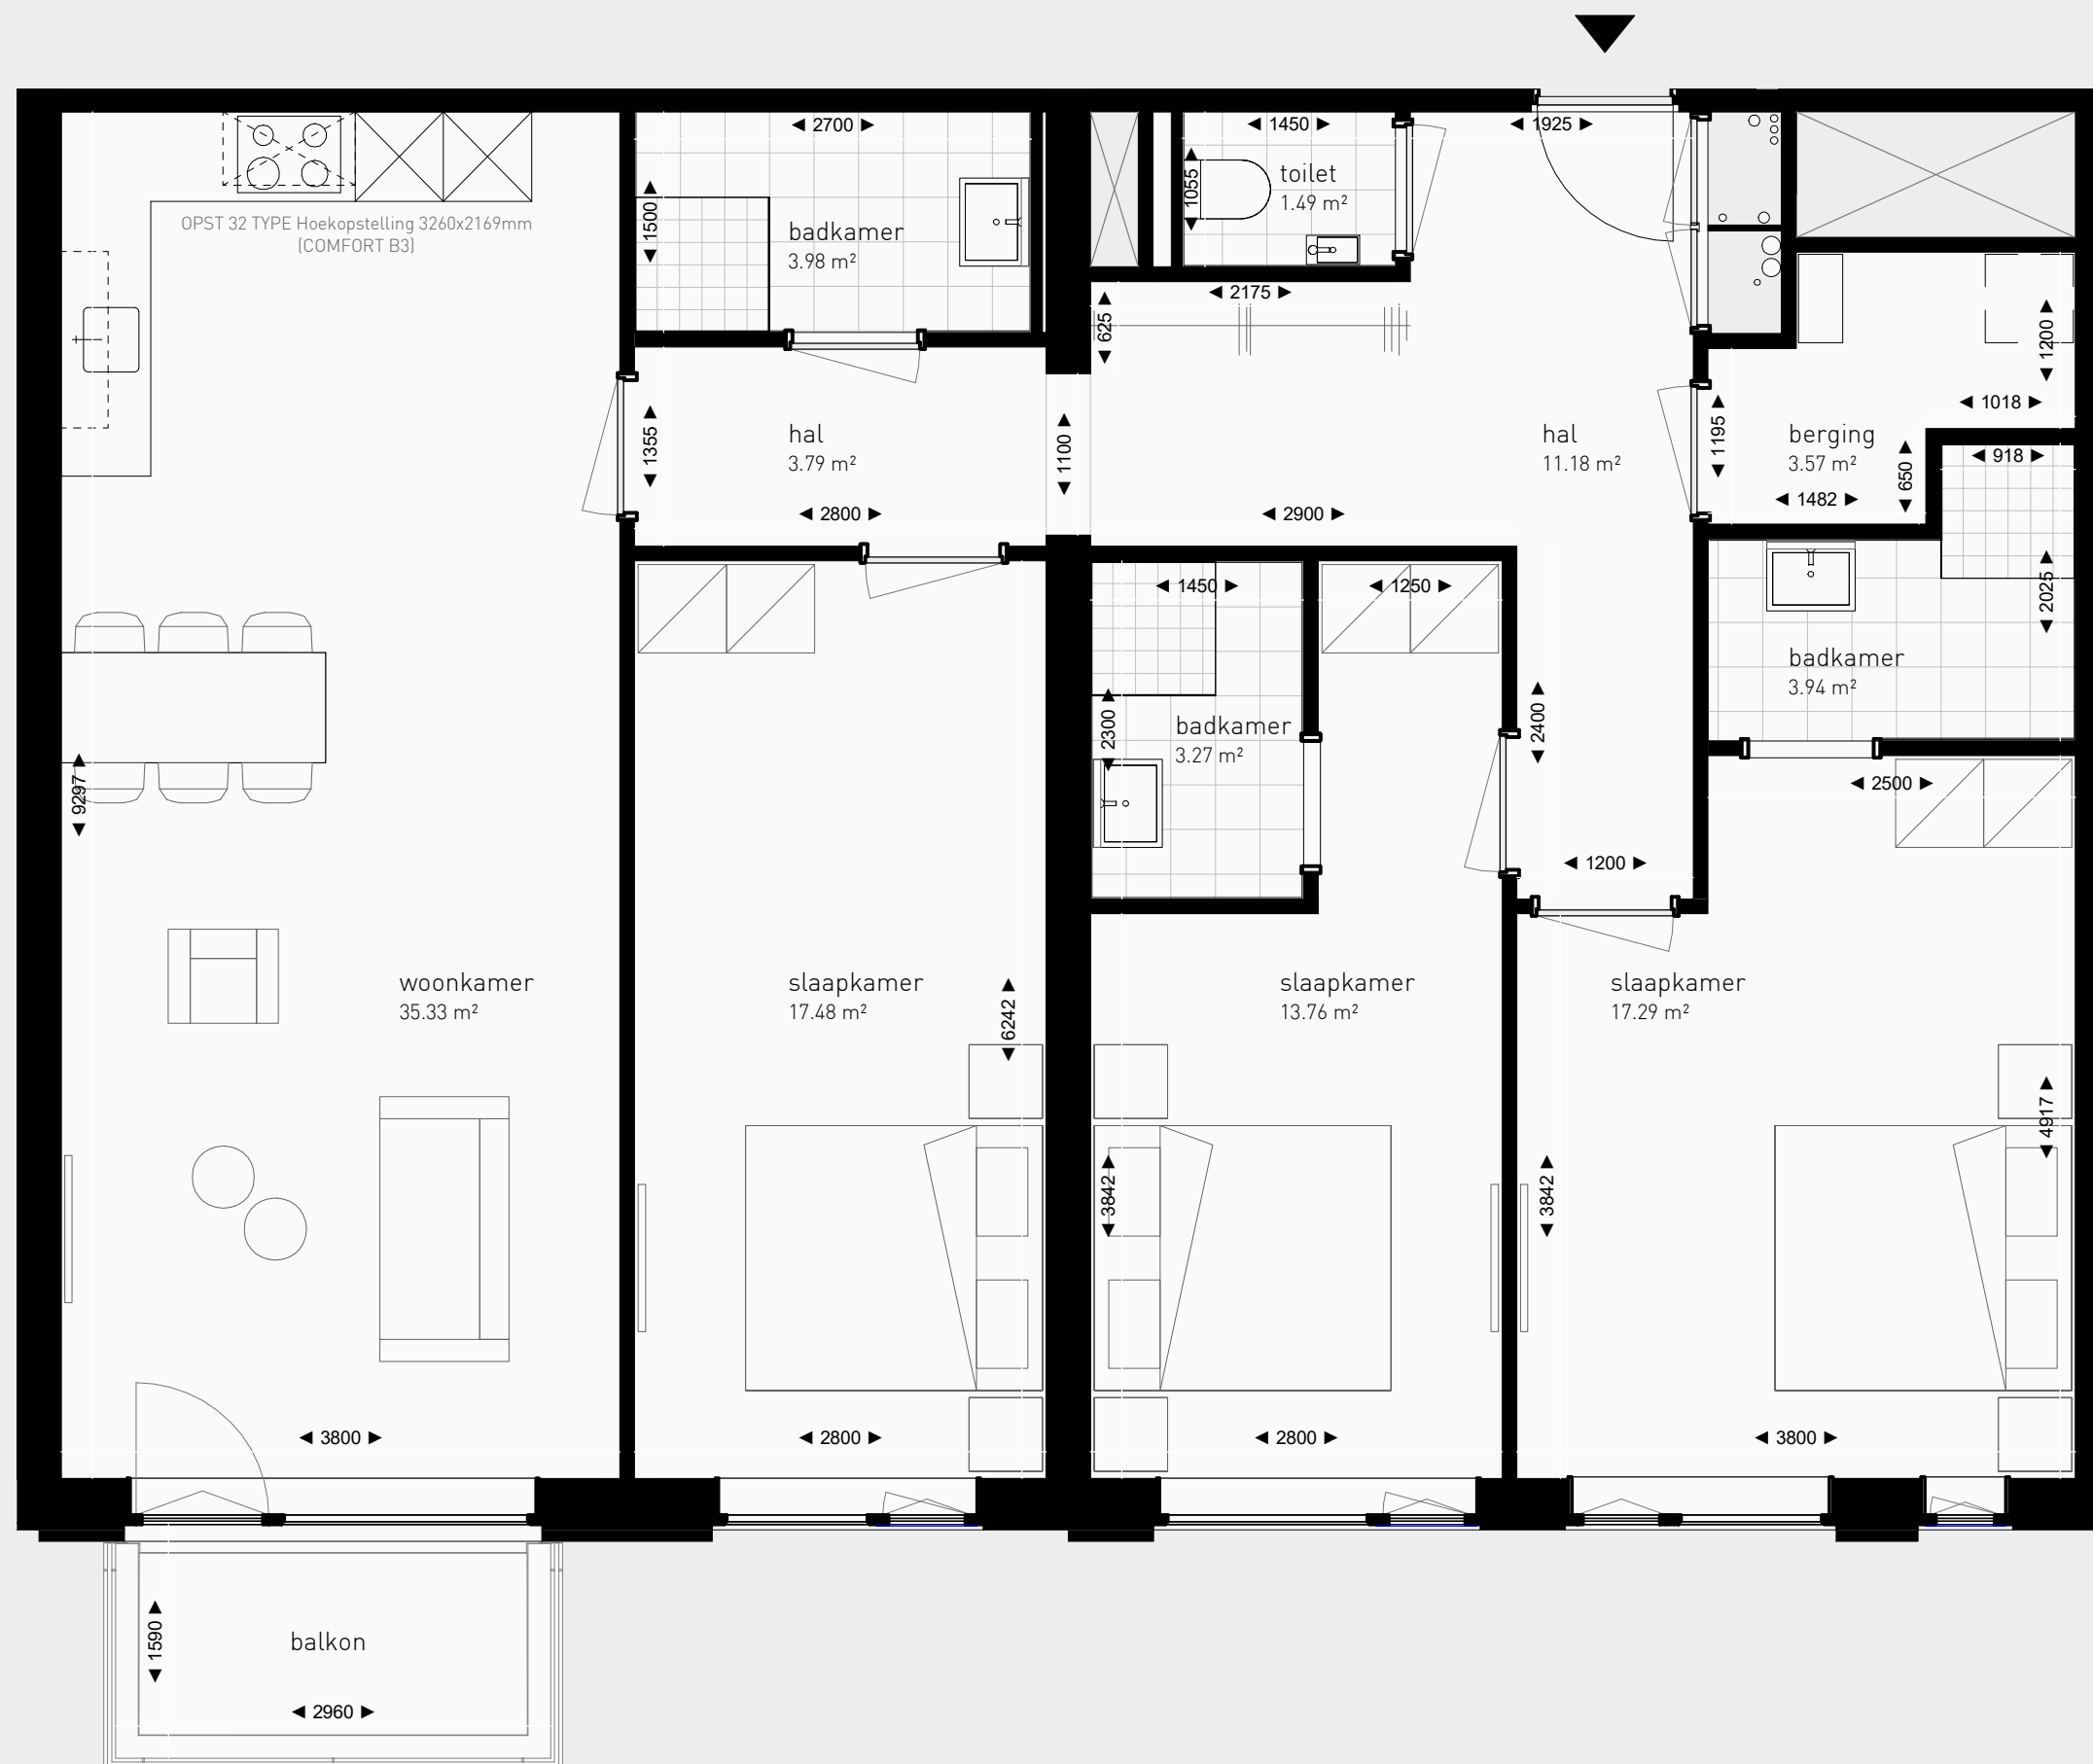 2700
1450
1925
1055
toilet
1.49 m²
1500
badkamer
3.98 m²
OPST 32 TYPE Hoekopstelling 3260x2169mm
(COMFORT B3)
2175
625
1200
1018
1355
hal
3.79 m²
2800
1100
2900
hal
11.18 m²
1195
berging
3.57 m²
1482
650
918
1450
1250
2025
2300
badkamer
3.27 m²
2400
badkamer
3.94 m²
2500
9297
1200
woonkamer
35.33 m²
slaapkamer
17.48 m²
6242
slaapkamer
13.76 m²
slaapkamer
17.29 m²
4917
3842
3842
3800
2800
2800
3800
1590
balkon
2960